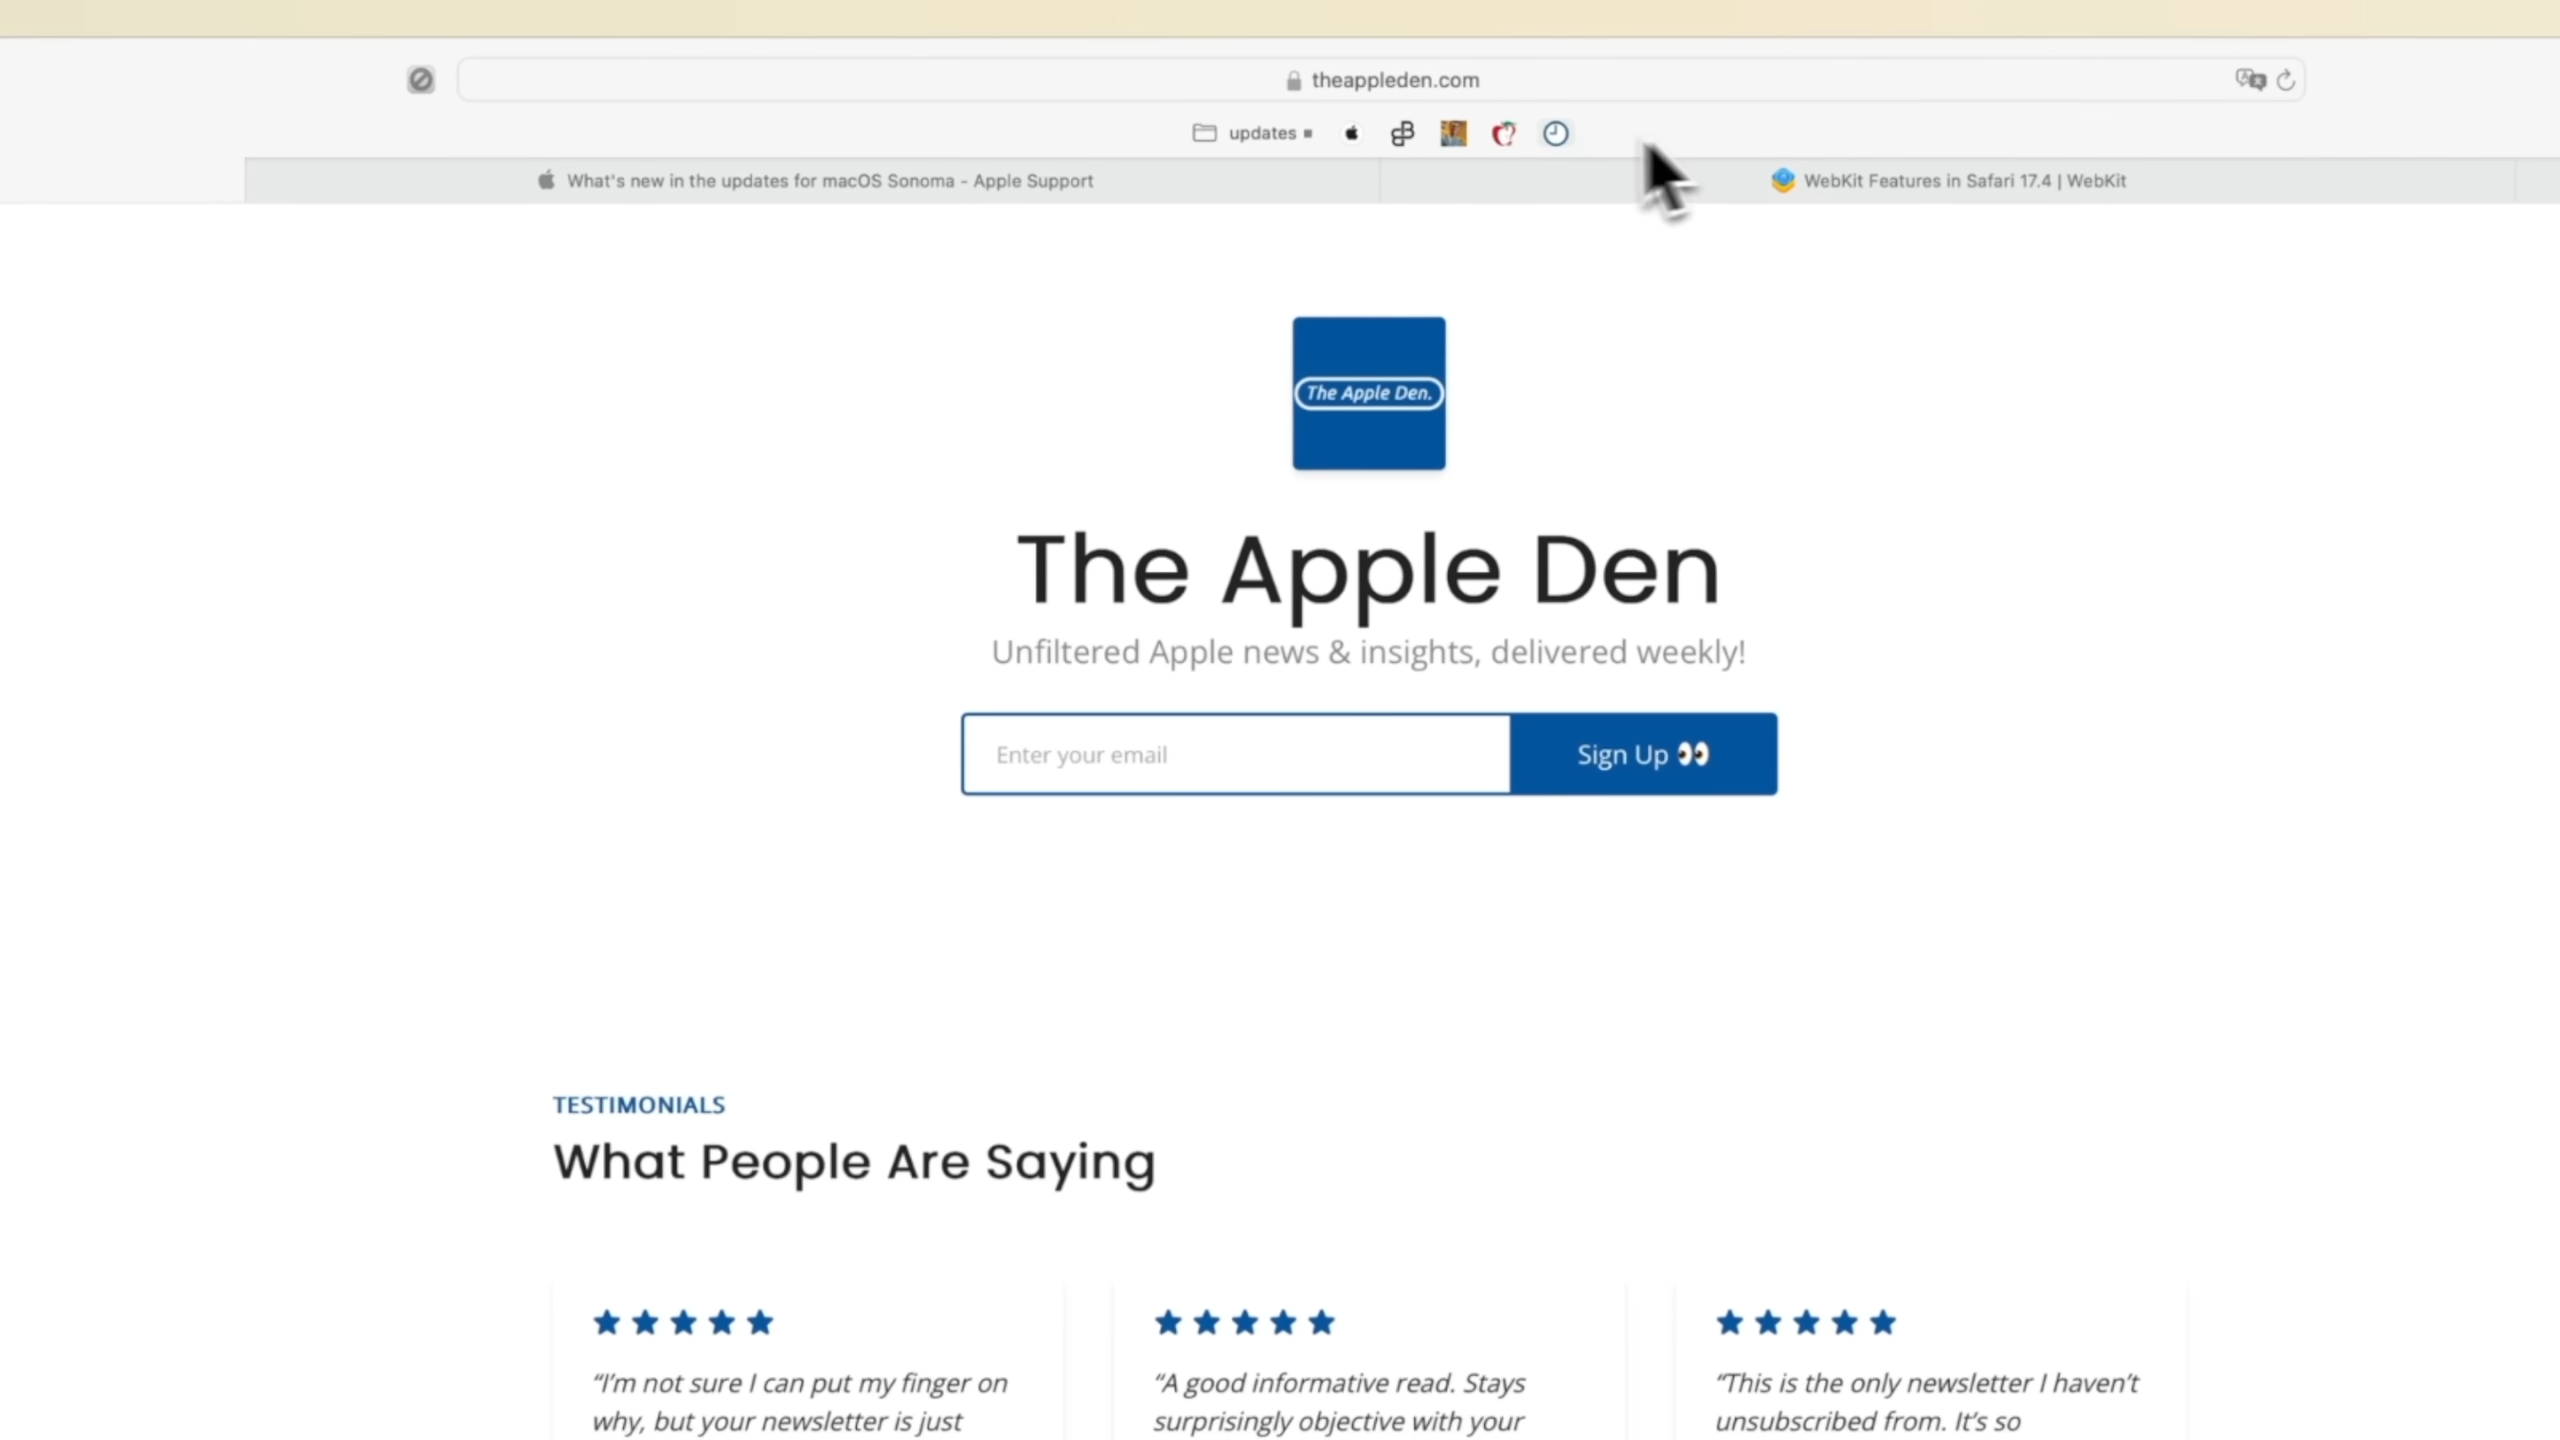 theappleden.com
updates
What's new in the updates for macOS Sonoma - Apple Support
WebKit Features in Safari 17.4 | WebKit
The Apple Den.
The Apple Den
Unfiltered Apple news & insights, delivered weekly!
Enter your email
Sign Up 👀
TESTIMONIALS
What People Are Saying
“I’m not sure I can put my finger on
why, but your newsletter is just
“A good informative read. Stays
surprisingly objective with your
“This is the only newsletter I haven’t
unsubscribed from. It’s so